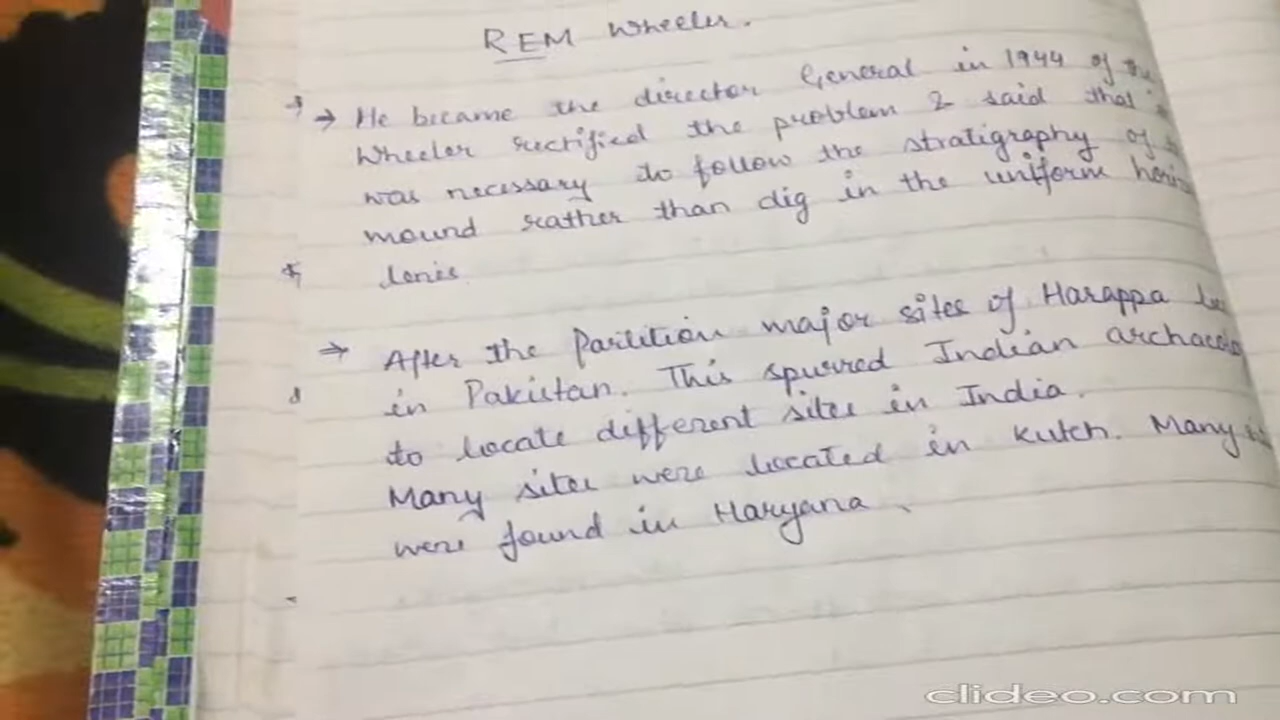 REM Wheeler.
→ He became the director General in 1944 of the
Wheeler rectified the problem & said that
was necessary to follow the stratigraphy of
mound rather than dig in the uniform
lines.
⇒ After the Partition major sites of Harappa
in Pakistan. This spurred Indian
to locate different sites in India.
Many sites were located in Kutch. Many
were found in Haryana.
clideo.com